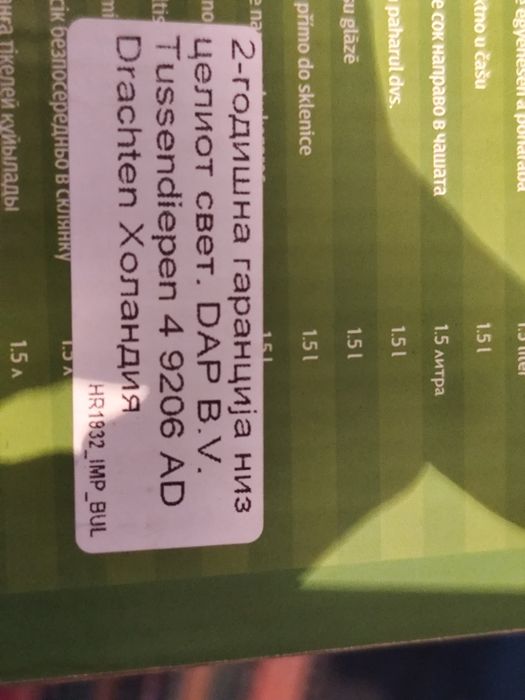 ktno u čašu 1.5 l
сок направо в чашата 1.5 литра
paharul dvs. 1.5 l
glāzē 1.5 l
přímo do sklenice 1.5 l
2-годишна гаранција низ
целиот свет. DAP B.V.
Tussendiepen 4 9206 AD
Drachten Холандия
HR1832_IMP_BUL
сік безпосередньо в склянку 1.5 л
тікелей құйылады 1.5 л